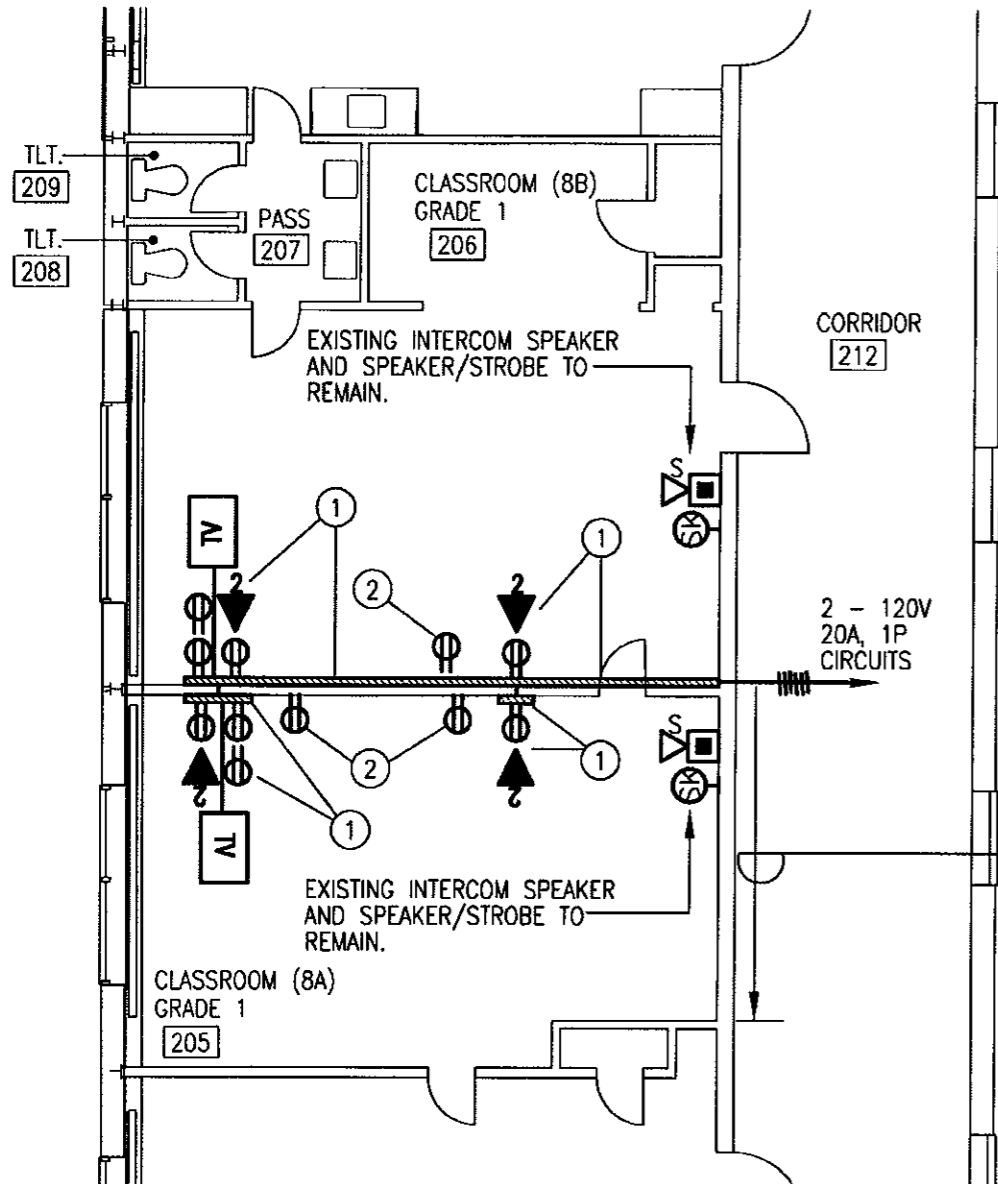 TLT.
209
TLT.
208
PASS
207
CLASSROOM (8B)
GRADE 1
206
CORRIDOR
212
EXISTING INTERCOM SPEAKER
AND SPEAKER/STROBE TO
REMAIN.
S
SK
TV
1
2
2
2
1
2 - 120V
20A, 1P
CIRCUITS
2
1
2
2
1
TV
S
SK
EXISTING INTERCOM SPEAKER
AND SPEAKER/STROBE TO
REMAIN.
CLASSROOM (8A)
GRADE 1
205